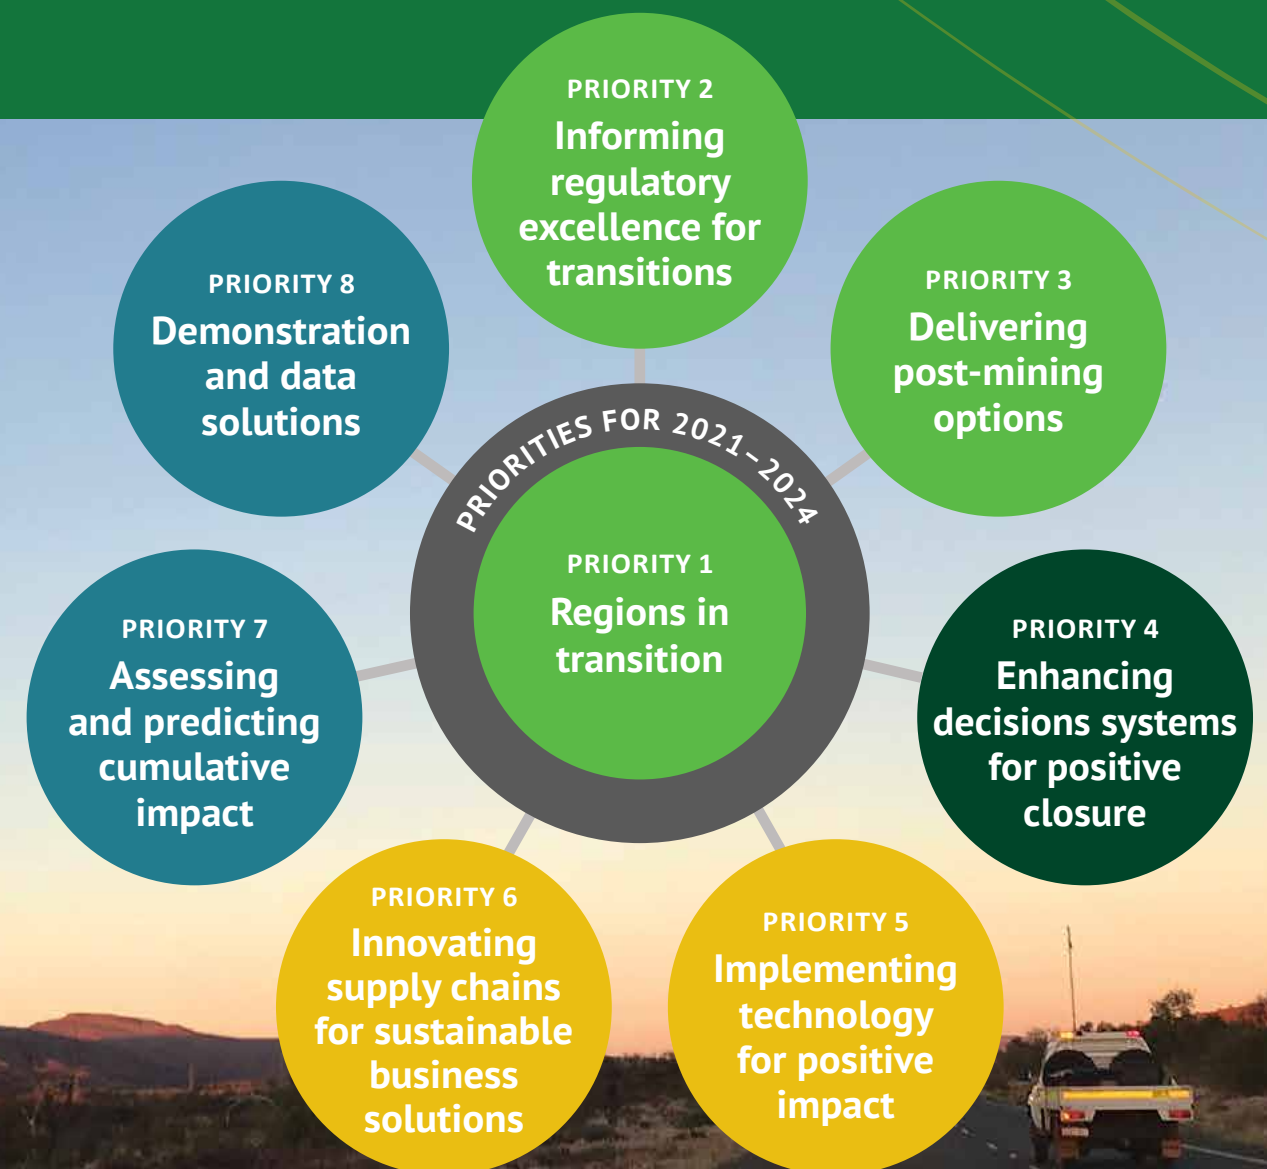 PRIORITY 2
Informing
regulatory
excellence for
transitions
PRIORITY 8
Demonstration
and data
solutions
PRIORITY 3
Delivering
post-mining
options
PRIORITIES FOR 2021–2024
PRIORITY 1
Regions in
transition
PRIORITY 7
Assessing
and predicting
cumulative
impact
PRIORITY 4
Enhancing
decisions systems
for positive
closure
PRIORITY 6
Innovating
supply chains
for sustainable
business
solutions
PRIORITY 5
Implementing
technology
for positive
impact